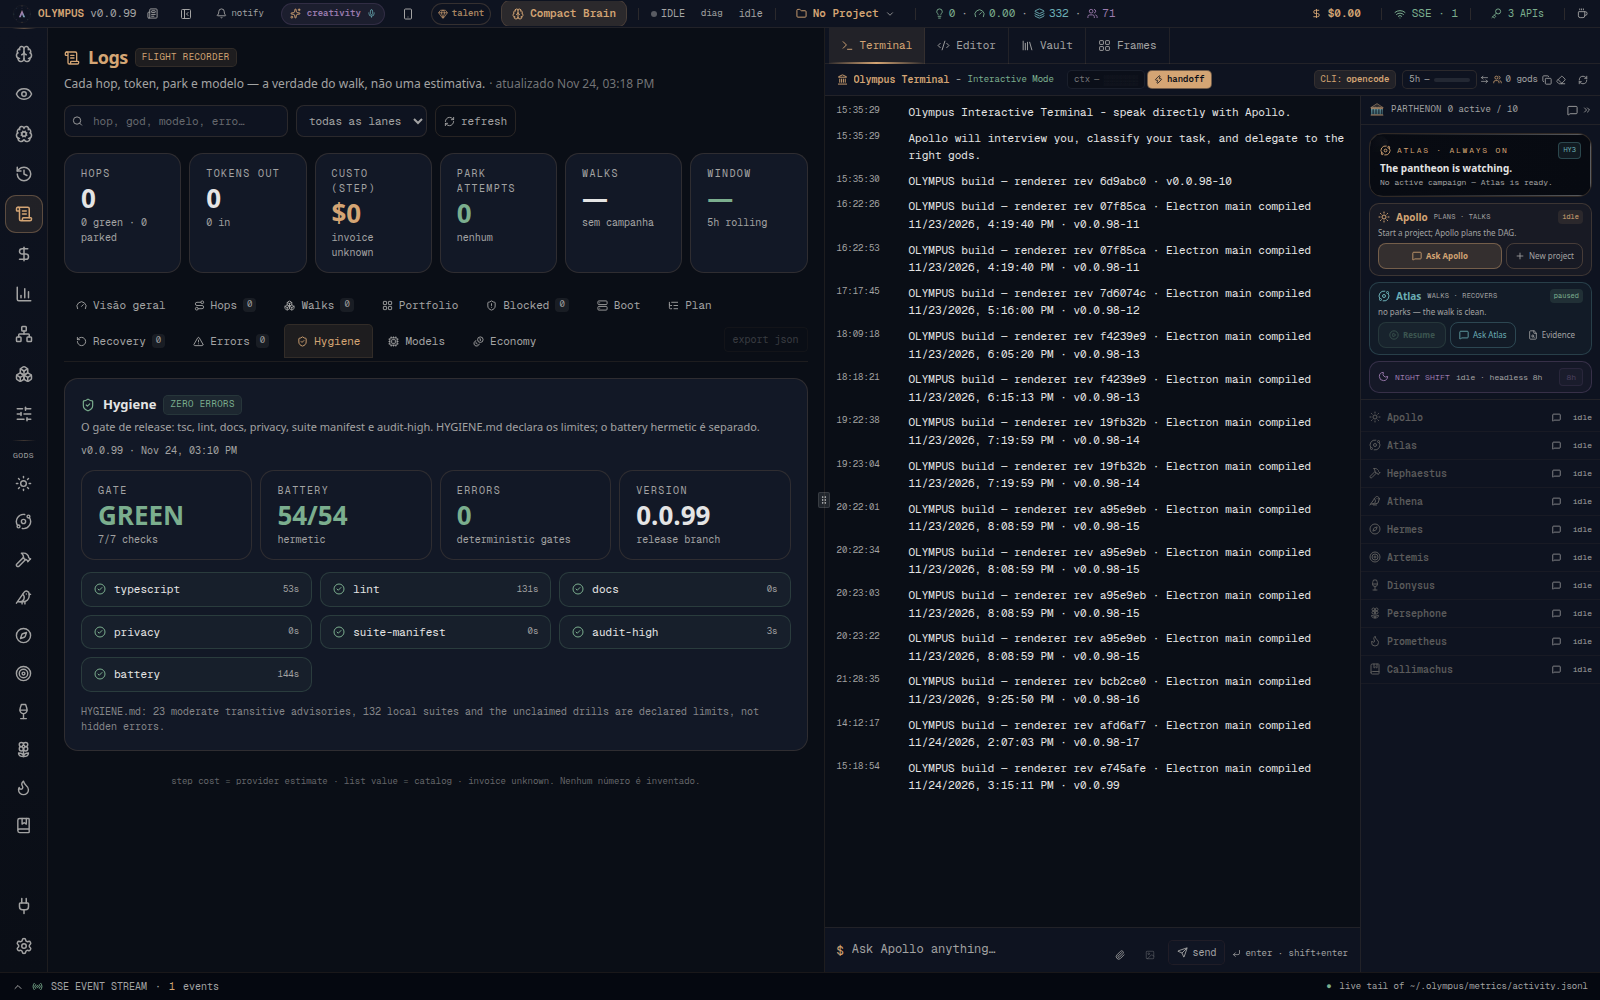 OLYMPUS v0.0.99
notify
creativity
talent
Compact Brain
IDLE diag idle
No Project
0 · 0.00 · 332 · 71
$0.00
SSE · 1
3 APIs
GODS
Logs FLIGHT RECORDER
Cada hop, token, park e modelo — a verdade do walk, não uma estimativa. · atualizado Nov 24, 03:18 PM
hop, god, modelo, erro…
todas as lanes
refresh
HOPS
0
0 green · 0
parked
TOKENS OUT
0
0 in
CUSTO
(STEP)
$0
invoice
unknown
PARK
ATTEMPTS
0
nenhum
WALKS
—
sem campanha
WINDOW
—
5h rolling
Visão geral
Hops 0
Walks 0
Portfolio
Blocked 0
Boot
Plan
Recovery 0
Errors 0
Hygiene
Models
Economy
export json
Hygiene ZERO ERRORS
O gate de release: tsc, lint, docs, privacy, suite manifest e audit-high. HYGIENE.md declara os limites; o battery hermetic é separado.
v0.0.99 · Nov 24, 03:10 PM
GATE
GREEN
7/7 checks
BATTERY
54/54
hermetic
ERRORS
0
deterministic gates
VERSION
0.0.99
release branch
typescript 53s
lint 131s
docs 0s
privacy 0s
suite-manifest 0s
audit-high 3s
battery 144s
HYGIENE.md: 23 moderate transitive advisories, 132 local suites and the unclaimed drills are declared limits, not
hidden errors.
step cost = provider estimate · list value = catalog · invoice unknown. Nenhum número é inventado.
Terminal
Editor
Vault
Frames
Olympus Terminal - Interactive Mode
ctx —
handoff
CLI: opencode
5h —
0 gods
15:35:29 Olympus Interactive Terminal - speak directly with Apollo.
15:35:29 Apollo will interview you, classify your task, and delegate to the
right gods.
15:35:30 OLYMPUS build — renderer rev 6d9abc0 · v0.0.98-10
16:22:26 OLYMPUS build — renderer rev 07f85ca · Electron main compiled
11/23/2026, 4:19:40 PM · v0.0.98-11
16:22:53 OLYMPUS build — renderer rev 07f85ca · Electron main compiled
11/23/2026, 4:19:40 PM · v0.0.98-11
17:17:45 OLYMPUS build — renderer rev 7d6074c · Electron main compiled
11/23/2026, 5:16:00 PM · v0.0.98-12
18:09:18 OLYMPUS build — renderer rev f4239e9 · Electron main compiled
11/23/2026, 6:05:20 PM · v0.0.98-13
18:18:21 OLYMPUS build — renderer rev f4239e9 · Electron main compiled
11/23/2026, 6:15:13 PM · v0.0.98-13
19:22:38 OLYMPUS build — renderer rev 19fb32b · Electron main compiled
11/23/2026, 7:19:59 PM · v0.0.98-14
19:23:04 OLYMPUS build — renderer rev 19fb32b · Electron main compiled
11/23/2026, 7:19:59 PM · v0.0.98-14
20:22:01 OLYMPUS build — renderer rev a95e9eb · Electron main compiled
11/23/2026, 8:08:59 PM · v0.0.98-15
20:22:34 OLYMPUS build — renderer rev a95e9eb · Electron main compiled
11/23/2026, 8:08:59 PM · v0.0.98-15
20:23:03 OLYMPUS build — renderer rev a95e9eb · Electron main compiled
11/23/2026, 8:08:59 PM · v0.0.98-15
20:23:22 OLYMPUS build — renderer rev a95e9eb · Electron main compiled
11/23/2026, 8:08:59 PM · v0.0.98-15
21:28:35 OLYMPUS build — renderer rev bcb2ce0 · Electron main compiled
11/23/2026, 9:25:50 PM · v0.0.98-16
14:12:17 OLYMPUS build — renderer rev afd6af7 · Electron main compiled
11/24/2026, 2:07:03 PM · v0.0.98-17
15:18:54 OLYMPUS build — renderer rev e745afe · Electron main compiled
11/24/2026, 3:15:11 PM · v0.0.99
$ Ask Apollo anything…
send
enter · shift+enter
PARTHENON 0 active / 10
ATLAS · ALWAYS ON HY3
The pantheon is watching.
No active campaign — Atlas is ready.
Apollo PLANS · TALKS idle
Start a project; Apollo plans the DAG.
Ask Apollo
New project
Atlas WALKS · RECOVERS paused
no parks — the walk is clean.
Resume
Ask Atlas
Evidence
NIGHT SHIFT idle · headless 8h 8h
Apollo idle
Atlas idle
Hephaestus idle
Athena idle
Hermes idle
Artemis idle
Dionysus idle
Persephone idle
Prometheus idle
Callimachus idle
SSE EVENT STREAM · 1 events
live tail of ~/.olympus/metrics/activity.jsonl